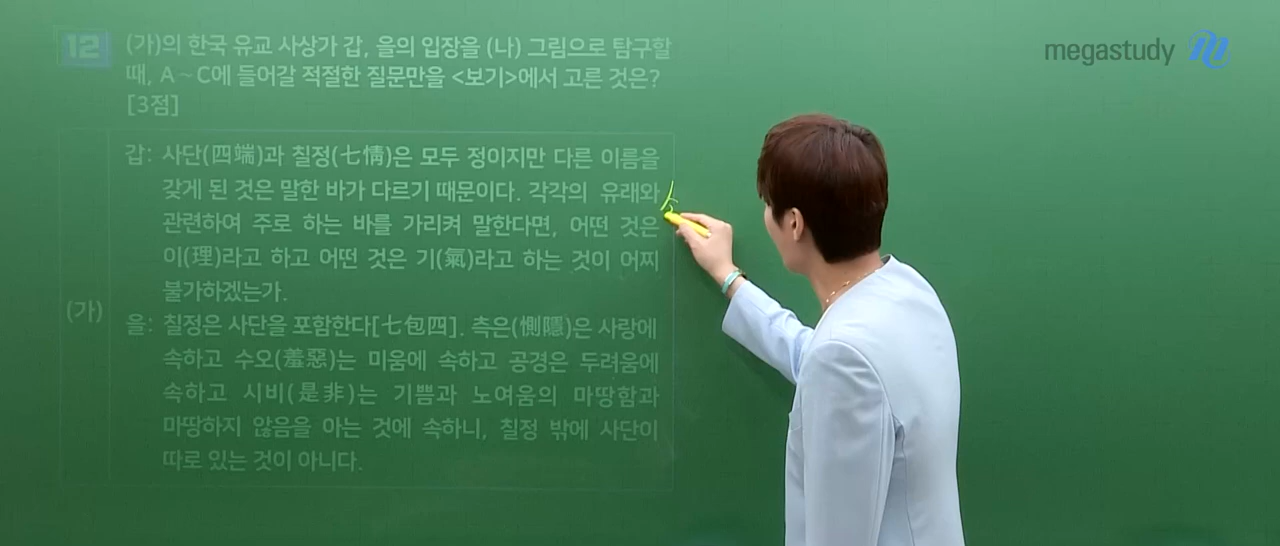 megastudy
12 (가)의 한국 유교 사상가 갑, 을의 입장을 (나) 그림으로 탐구할
때, A~C에 들어갈 적절한 질문만을 <보기>에서 고른 것은?
[3점]
(가)
갑: 사단(四端)과 칠정(七情)은 모두 정이지만 다른 이름을
갖게 된 것은 말한 바가 다르기 때문이다. 각각의 유래와
관련하여 주로 하는 바를 가리켜 말한다면, 어떤 것은
이(理)라고 하고 어떤 것은 기(氣)라고 하는 것이 어찌
불가하겠는가.
을: 칠정은 사단을 포함한다[七包四]. 측은(惻隱)은 사랑에
속하고 수오(羞惡)는 미움에 속하고 공경은 두려움에
속하고 시비(是非)는 기쁨과 노여움의 마땅함과
마땅하지 않음을 아는 것에 속하니, 칠정 밖에 사단이
따로 있는 것이 아니다.